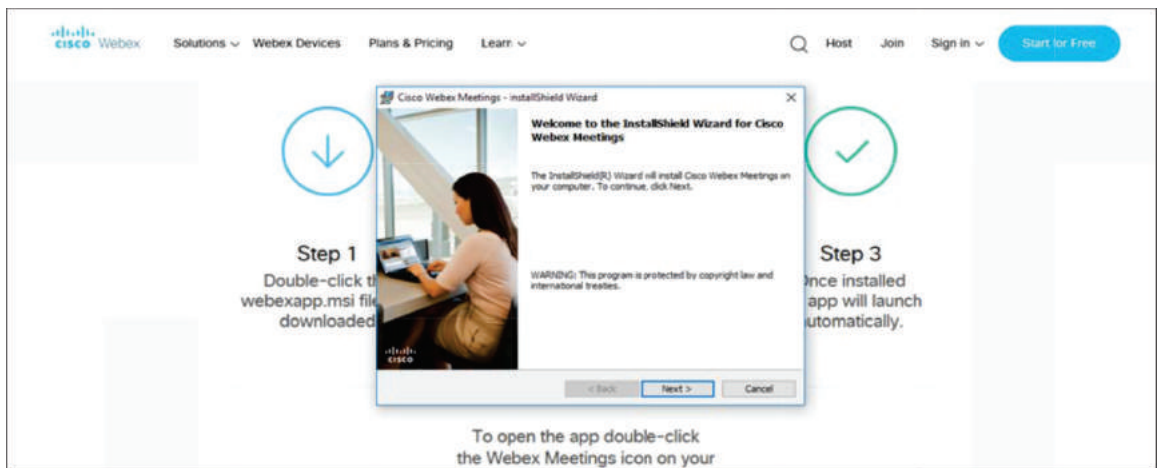 CISCO Webex Solutions Webex Devices Plans & Pricing Learn Host Join Sign in Start for Free
Cisco Webex Meetings - InstallShield Wizard
Welcome to the InstallShield Wizard for Cisco
Webex Meetings
The InstallShield(R) Wizard will install Cisco Webex Meetings on
your computer. To continue, click Next.
WARNING: This program is protected by copyright law and
international treaties.
CISCO
< Back Next > Cancel
Step 1
Double-click
webexapp.msi
downloaded
Step 3
installed
app will launch
To open the app double-click
the Webex Meetings icon on your